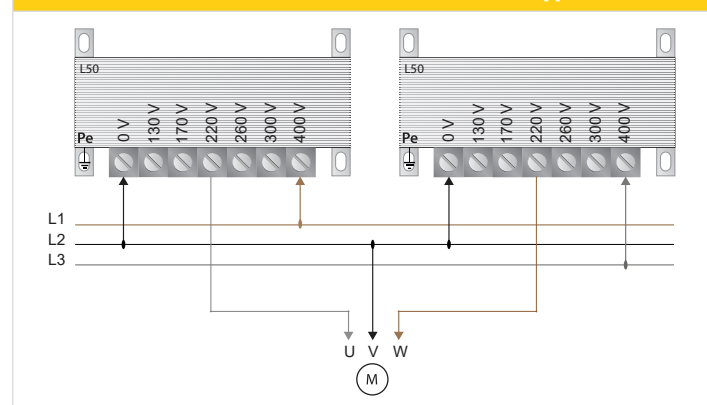 L50
Pe
0 V
130 V
170 V
220 V
260 V
300 V
400 V
L50
Pe
0 V
130 V
170 V
220 V
260 V
300 V
400 V
L1
L2
L3
U V W
M